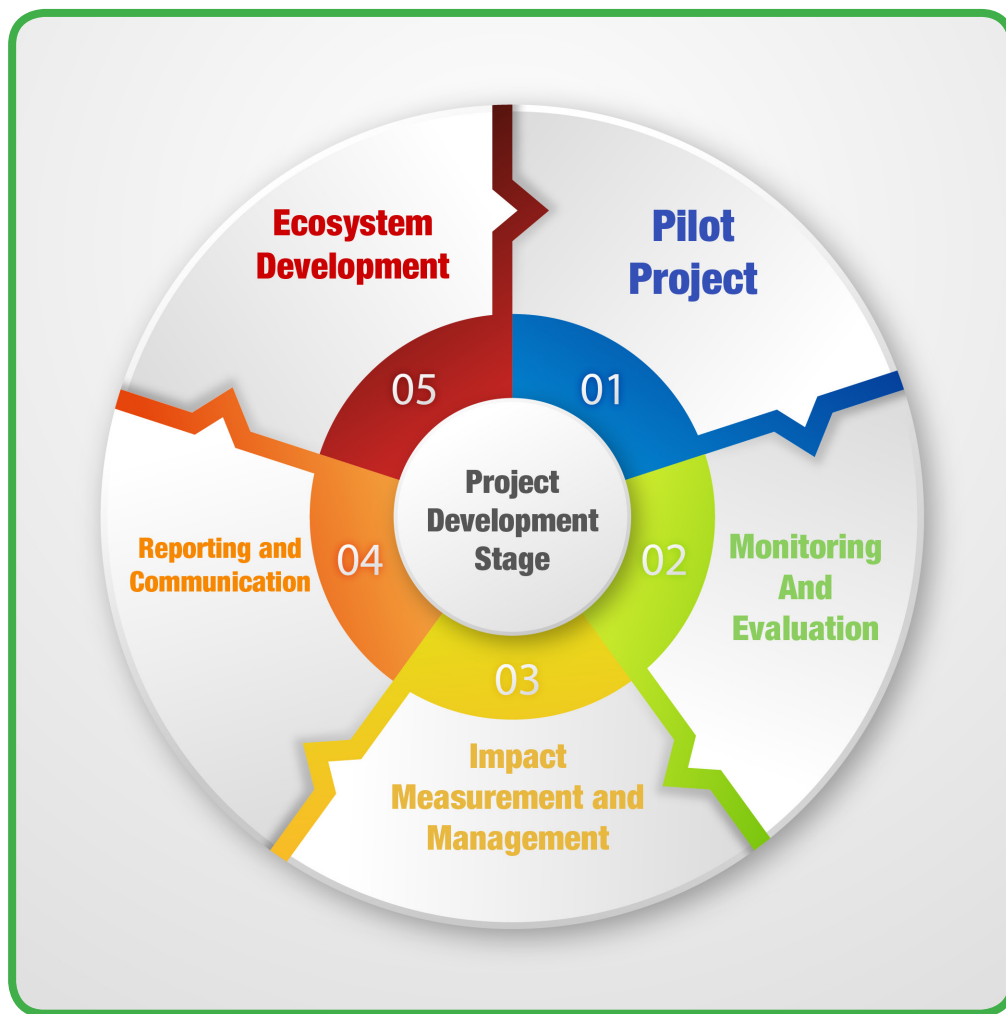 Project
Development
Stage
01
Pilot
Project
02
Monitoring
And
Evaluation
03
Impact
Measurement and
Management
04
Reporting and
Communication
05
Ecosystem
Development